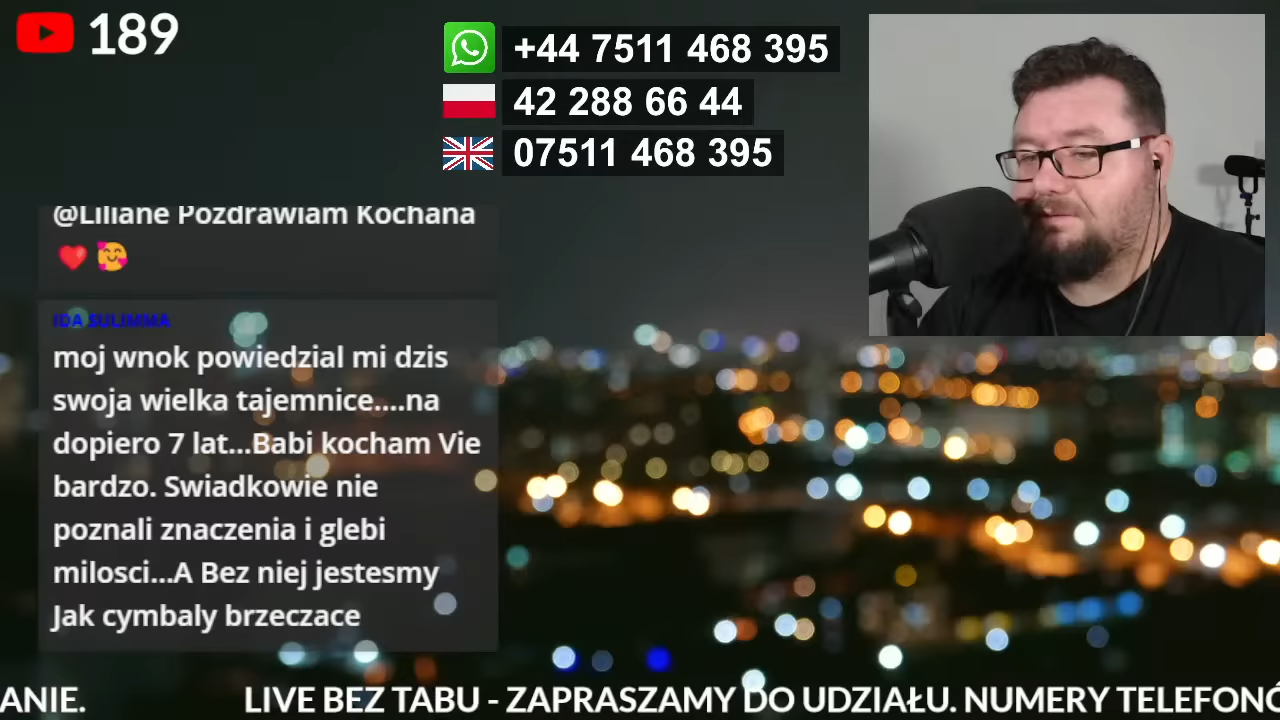 189
+44 7511 468 395
42 288 66 44
07511 468 395
@Liliane Pozdrawiam Kochana
IDA SULIMMA
moj wnok powiedzial mi dzis
swoja wielka tajemnice....na
dopiero 7 lat...Babi kocham Vie
bardzo. Swiadkowie nie
poznali znaczenia i glebi
milosci...A Bez niej jestesmy
Jak cymbaly brzeczace
ANIE. LIVE BEZ TABU - ZAPRASZAMY DO UDZIAŁU. NUMERY TELEFONÓ